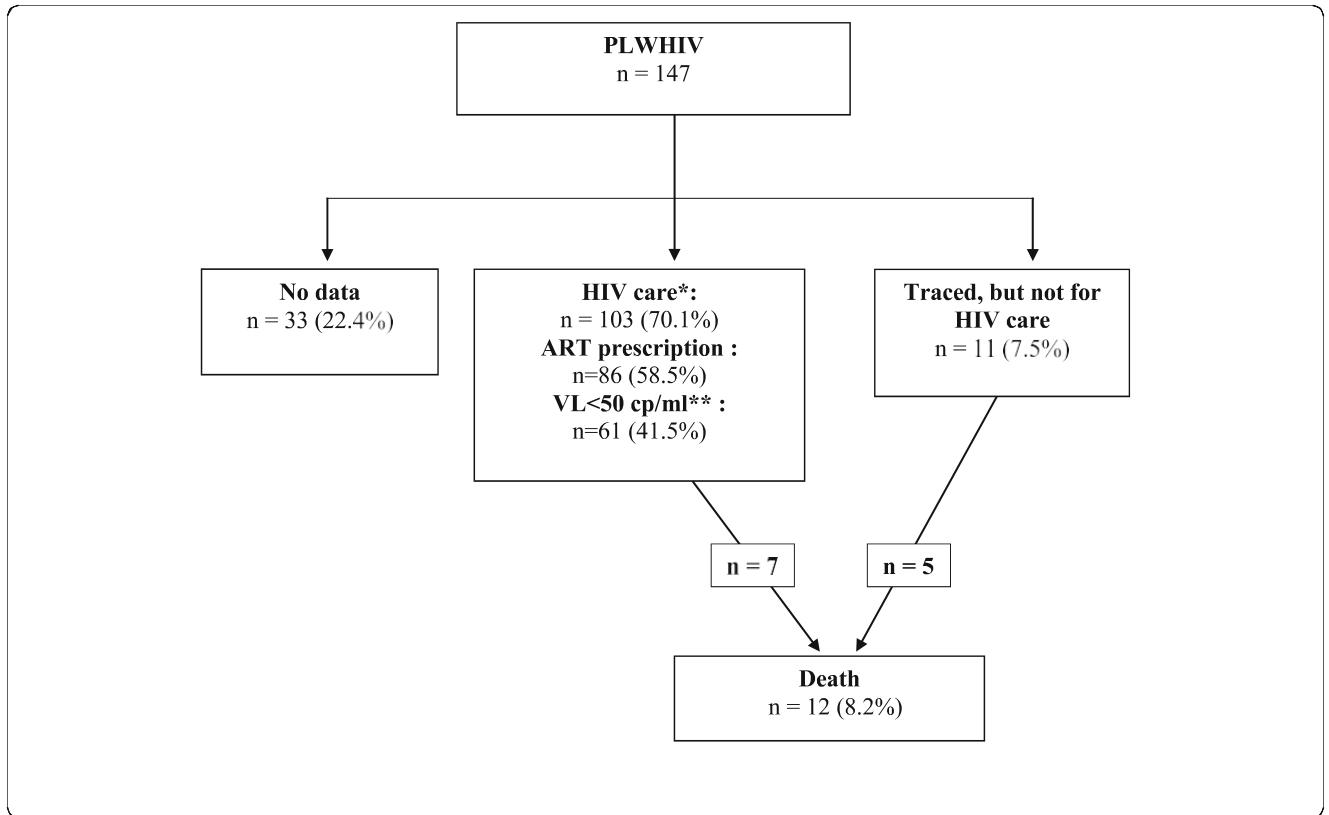 PLWHIV
n = 147
No data
n = 33 (22.4%)
HIV care*:
n = 103 (70.1%)
ART prescription :
n=86 (58.5%)
VL<50 cp/ml** :
n=61 (41.5%)
Traced, but not for
HIV care
n = 11 (7.5%)
n = 7
n = 5
Death
n = 12 (8.2%)